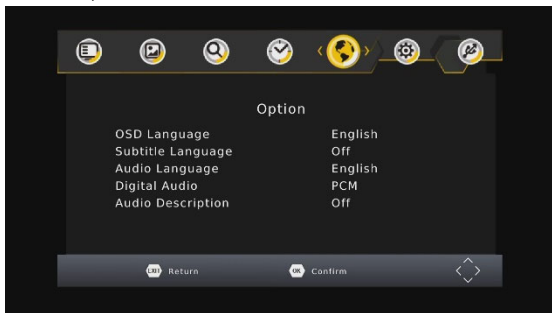 Option
OSD Language English
Subtitle Language Off
Audio Language English
Digital Audio PCM
Audio Description Off
EXIT Return OK Confirm